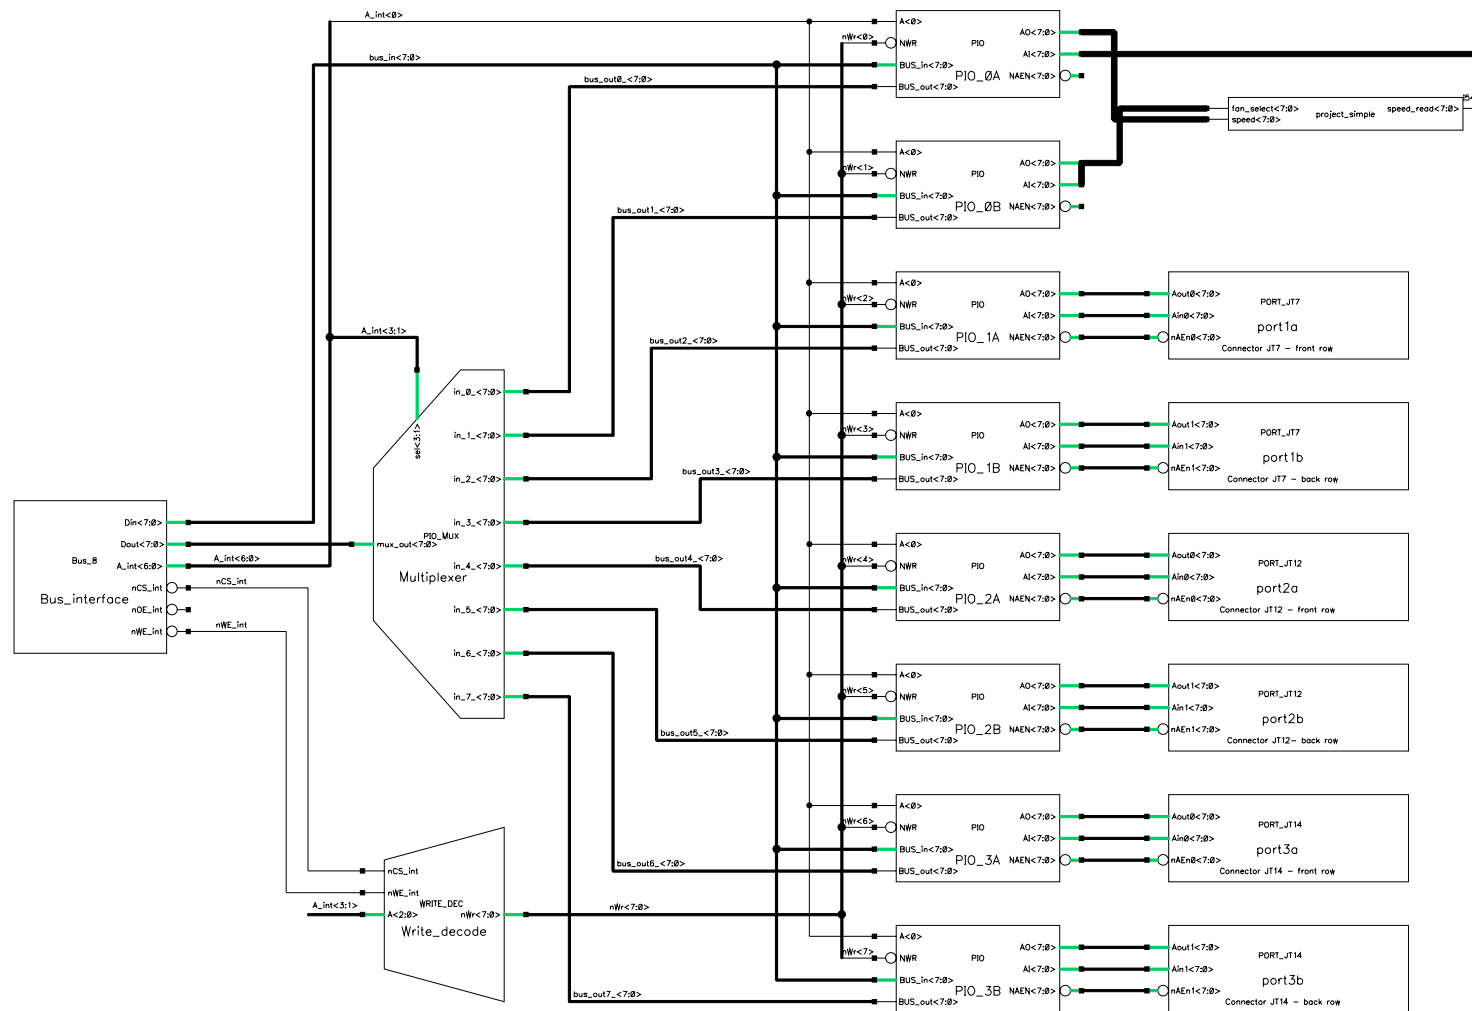 A_int<0>
bus_in<7:0>
bus_out0_<7:0>
nWr<0>
A<0>
NWR
BUS_in<7:0>
BUS_out<7:0>
PIO
PIO_0A
AO<7:0>
AI<7:0>
NAEN<7:0>
fan_select<7:0>
speed<7:0>
project_simple
speed_read<7:0>
bus_out1_<7:0>
nWr<1>
A<0>
NWR
BUS_in<7:0>
BUS_out<7:0>
PIO
PIO_0B
AO<7:0>
AI<7:0>
NAEN<7:0>
A_int<3:1>
bus_out2_<7:0>
nWr<2>
A<0>
NWR
BUS_in<7:0>
BUS_out<7:0>
PIO
PIO_1A
AO<7:0>
AI<7:0>
NAEN<7:0>
Aout0<7:0>
Ain0<7:0>
nAEn0<7:0>
PORT_JT7
port1a
Connector JT7 - front row
sel<3:1>
in_0_<7:0>
in_1_<7:0>
in_2_<7:0>
in_3_<7:0>
PIO_MUX
mux_out<7:0>
in_4_<7:0>
Multiplexer
in_5_<7:0>
in_6_<7:0>
in_7_<7:0>
bus_out3_<7:0>
nWr<3>
A<0>
NWR
BUS_in<7:0>
BUS_out<7:0>
PIO
PIO_1B
AO<7:0>
AI<7:0>
NAEN<7:0>
Aout1<7:0>
Ain1<7:0>
nAEn1<7:0>
PORT_JT7
port1b
Connector JT7 - back row
Din<7:0>
Dout<7:0>
Bus_8
A_int<6:0>
A_int<6:0>
nCS_int
nCS_int
Bus_interface
nOE_int
nWE_int
nWE_int
bus_out4_<7:0>
nWr<4>
A<0>
NWR
BUS_in<7:0>
BUS_out<7:0>
PIO
PIO_2A
AO<7:0>
AI<7:0>
NAEN<7:0>
Aout0<7:0>
Ain0<7:0>
nAEn0<7:0>
PORT_JT12
port2a
Connector JT12 - front row
bus_out5_<7:0>
nWr<5>
A<0>
NWR
BUS_in<7:0>
BUS_out<7:0>
PIO
PIO_2B
AO<7:0>
AI<7:0>
NAEN<7:0>
Aout1<7:0>
Ain1<7:0>
nAEn1<7:0>
PORT_JT12
port2b
Connector JT12- back row
bus_out6_<7:0>
nWr<6>
A<0>
NWR
BUS_in<7:0>
BUS_out<7:0>
PIO
PIO_3A
AO<7:0>
AI<7:0>
NAEN<7:0>
Aout0<7:0>
Ain0<7:0>
nAEn0<7:0>
PORT_JT14
port3a
Connector JT14 - front row
nCS_int
nWE_int
WRITE_DEC
A_int<3:1>
A<2:0>
nWr<7:0>
nWr<7:0>
Write_decode
bus_out7_<7:0>
nWr<7>
A<0>
NWR
BUS_in<7:0>
BUS_out<7:0>
PIO
PIO_3B
AO<7:0>
AI<7:0>
NAEN<7:0>
Aout1<7:0>
Ain1<7:0>
nAEn1<7:0>
PORT_JT14
port3b
Connector JT14 - back row